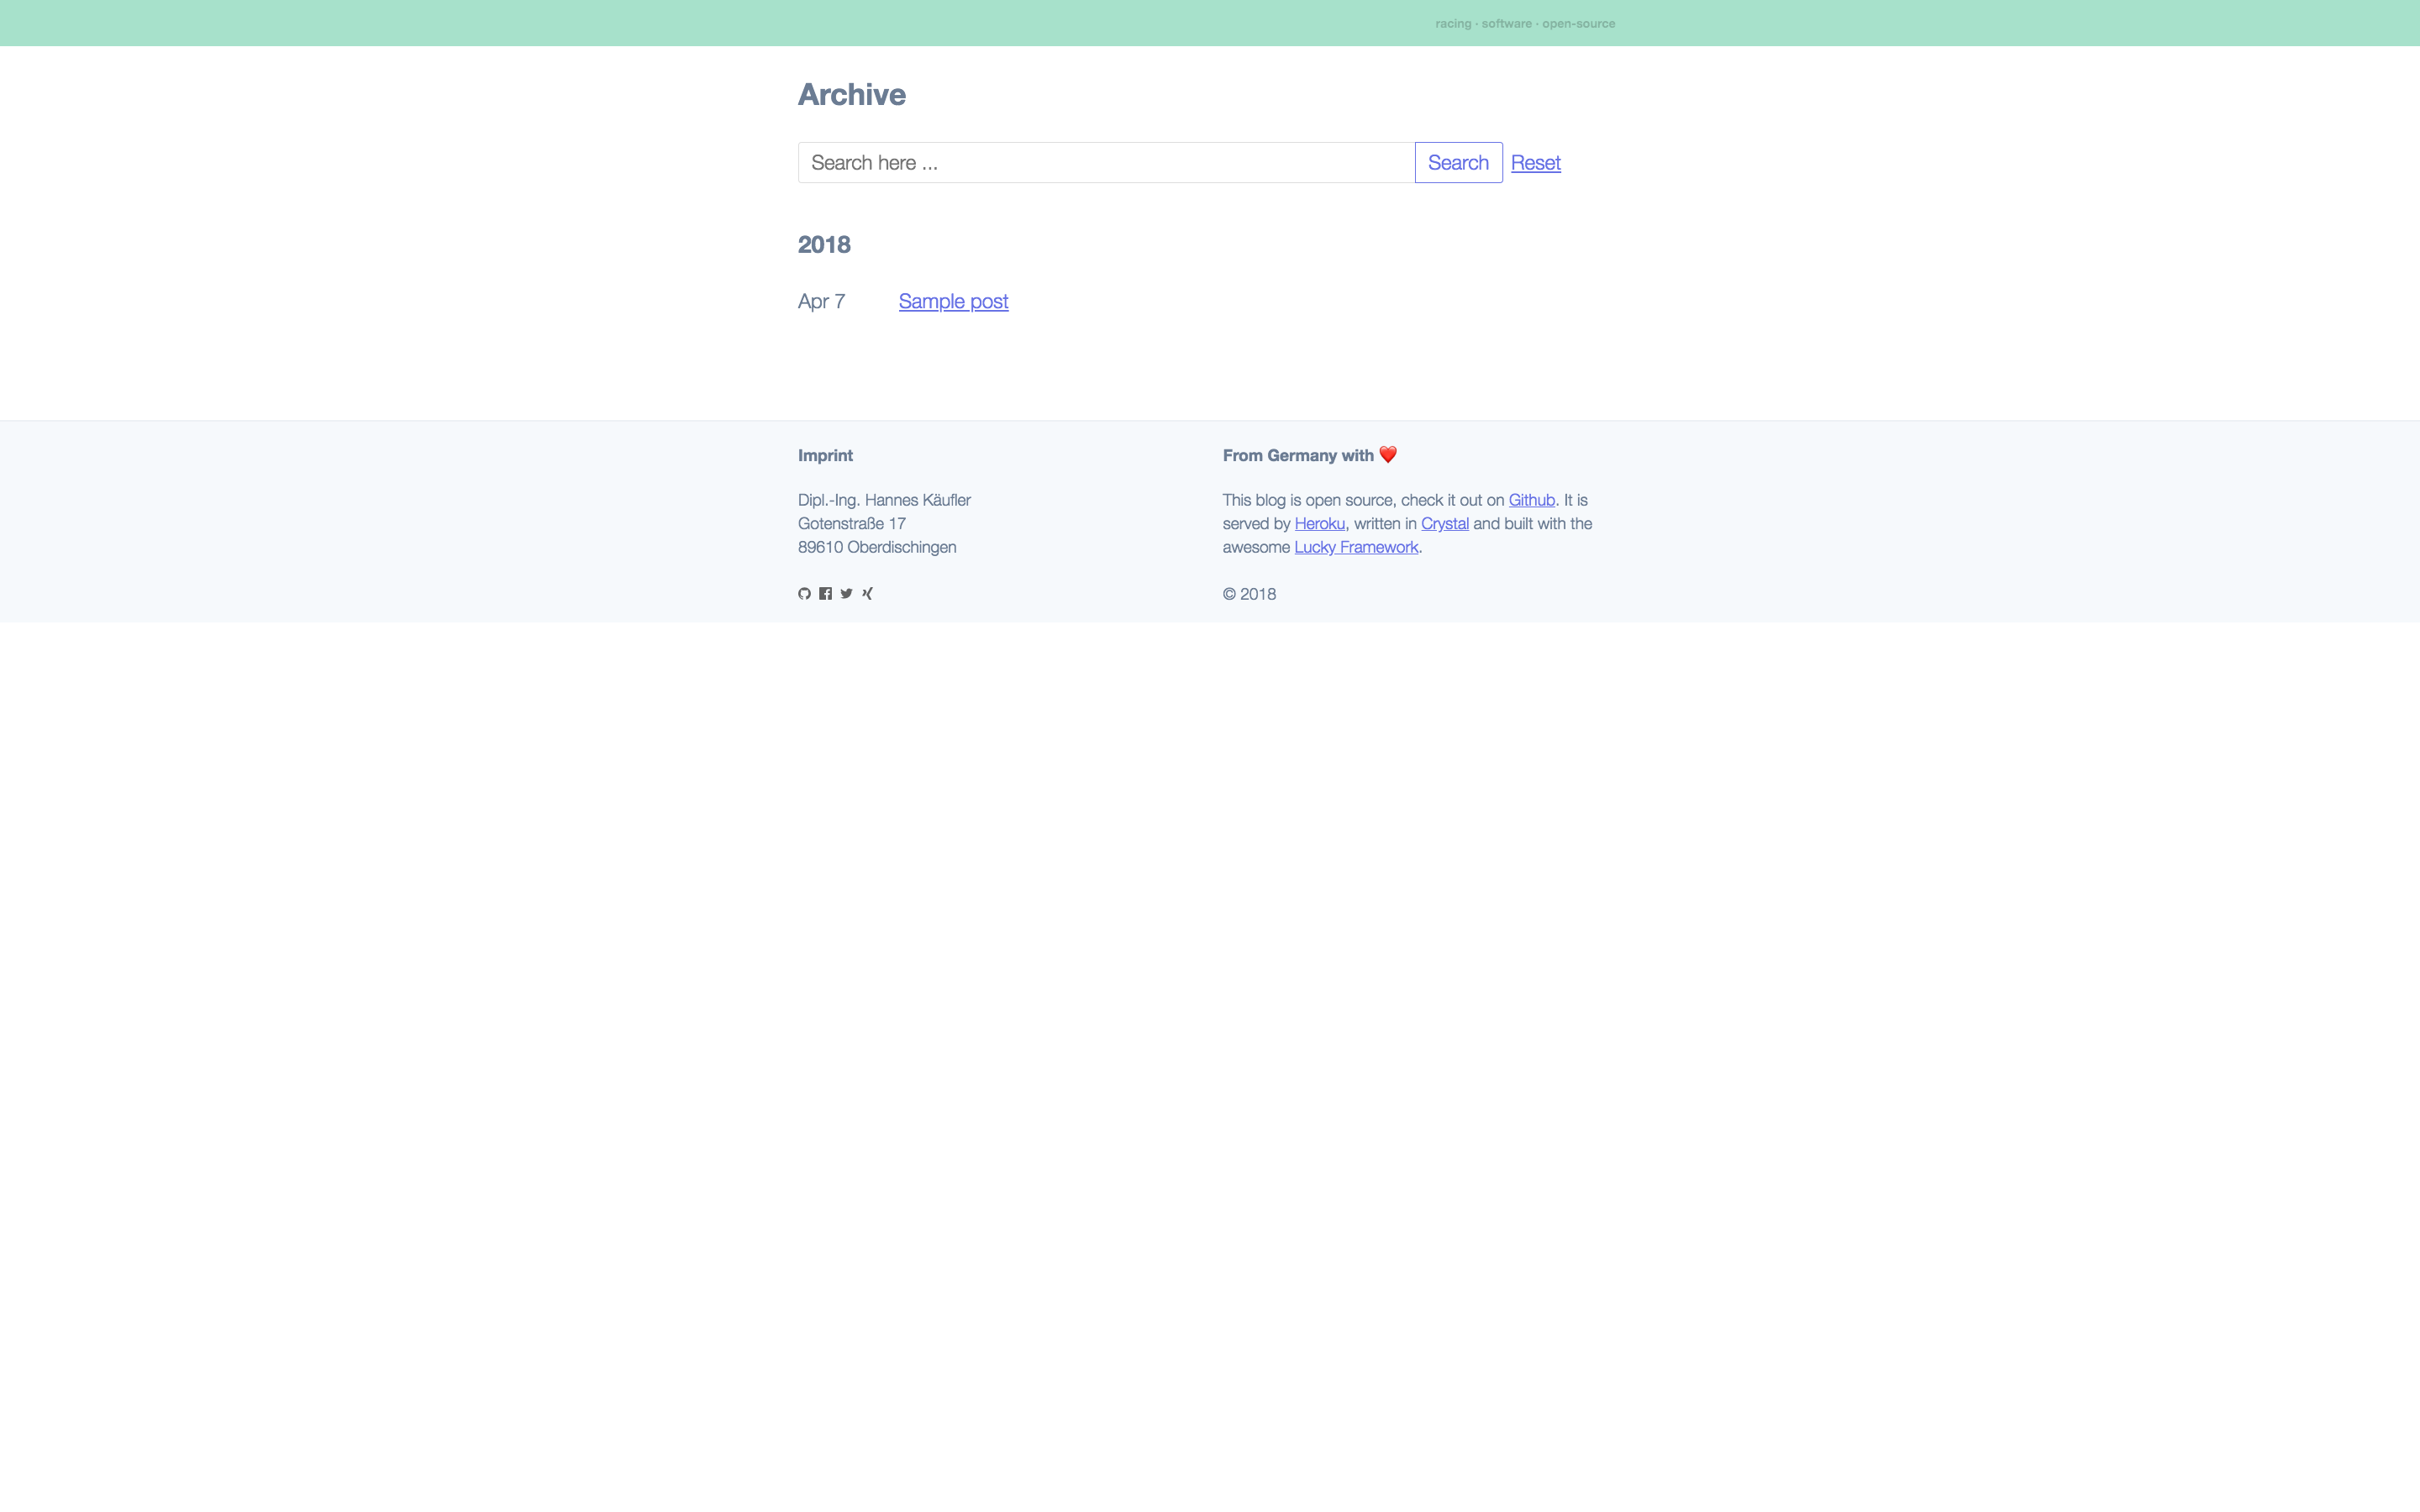 racing · software · open-source
Archive
Search here ...
Search
Reset
2018
Apr 7
Sample post
Imprint
Dipl.-Ing. Hannes Käufler
Gotenstraße 17
89610 Oberdischingen
From Germany with ❤️
This blog is open source, check it out on Github. It is
served by Heroku, written in Crystal and built with the
awesome Lucky Framework.
© 2018